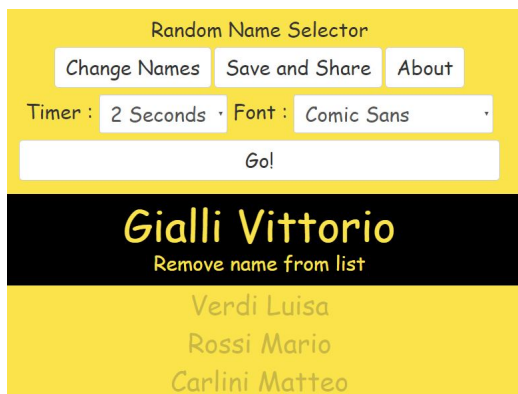 Random Name Selector
Change Names Save and Share About
Timer : 2 Seconds Font : Comic Sans
Go!
Gialli Vittorio
Remove name from list
Verdi Luisa
Rossi Mario
Carlini Matteo